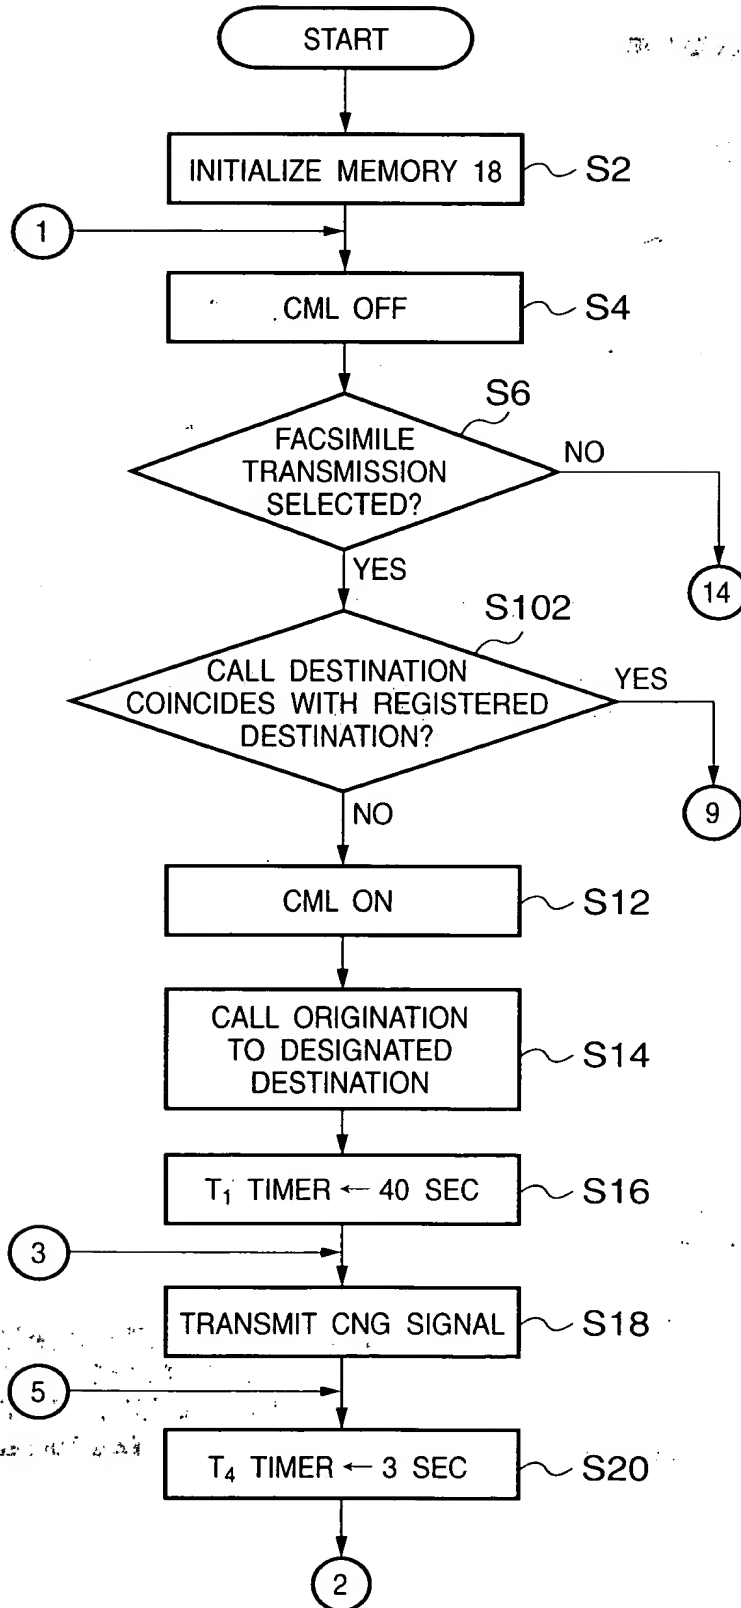 START
INITIALIZE MEMORY 18
S2
1
CML OFF
S4
S6
FACSIMILE
TRANSMISSION
SELECTED?
NO
YES
14
S102
CALL DESTINATION
COINCIDES WITH REGISTERED
DESTINATION?
YES
NO
9
CML ON
S12
CALL ORIGINATION
TO DESIGNATED
DESTINATION
S14
T₁ TIMER ← 40 SEC
S16
3
TRANSMIT CNG SIGNAL
S18
5
T₄ TIMER ← 3 SEC
S20
2